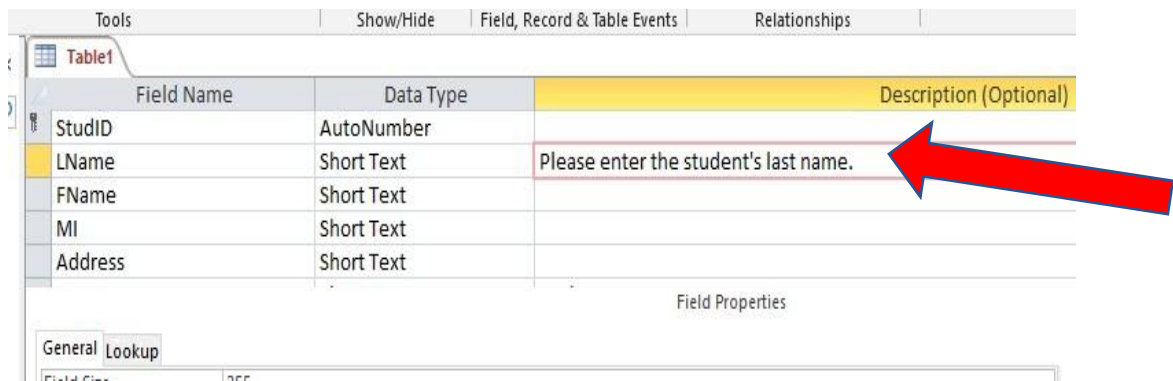 Tools Show/Hide Field, Record & Table Events Relationships
Table1
Field Name Data Type Description (Optional)
StudID AutoNumber
LName Short Text Please enter the student's last name.
FName Short Text
MI Short Text
Address Short Text
Field Properties
General Lookup
Field Size 255